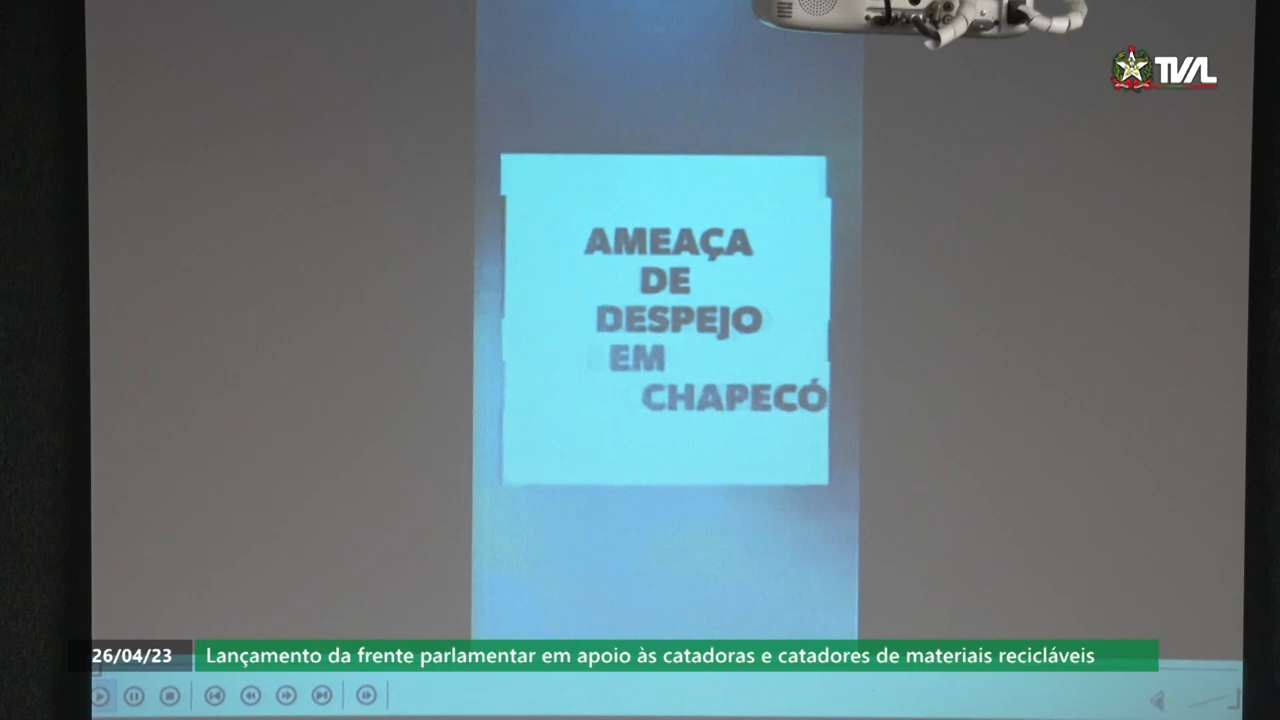 TVAL
AMEAÇA
DE
DESPEJO
EM
CHAPECÓ
26/04/23
Lançamento da frente parlamentar em apoio às catadoras e catadores de materiais recicláveis